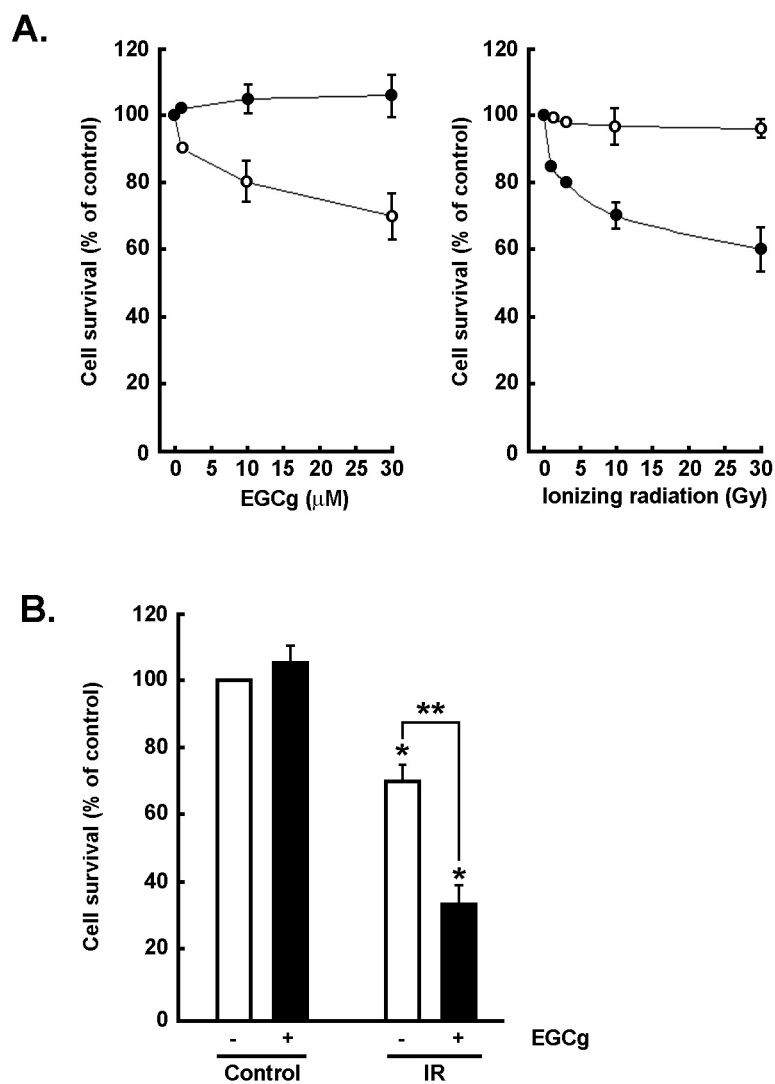 A.
120
100
80
60
40
20
0
Cell survival (% of control)
0 5 10 15 20 25 30
EGCg (μM)
120
100
80
60
40
20
0
Cell survival (% of control)
0 5 10 15 20 25 30
Ionizing radiation (Gy)
B.
120
100
80
60
40
20
0
Cell survival (% of control)
**
*
*
- + - + EGCg
Control IR